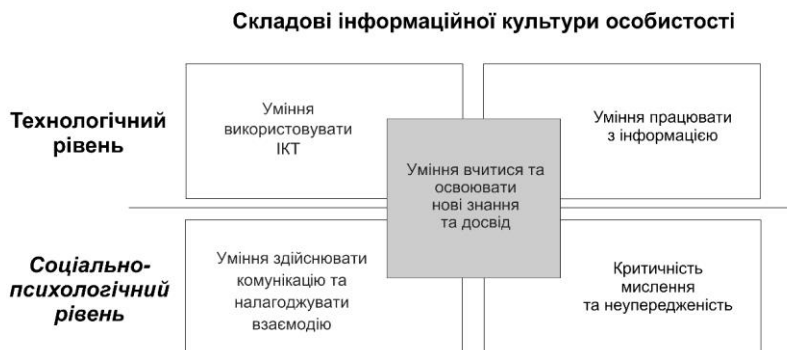 Складові інформаційної культури особистості
Технологічний
рівень
Уміння
використовувати
ІКТ
Уміння працювати
з інформацією
Уміння вчитися та
освоювати
нові знання
та досвід
Соціально-
психологічний
рівень
Уміння здійснювати
комунікацію та
налагоджувати
взаємодію
Критичність
мислення
та неупередженість